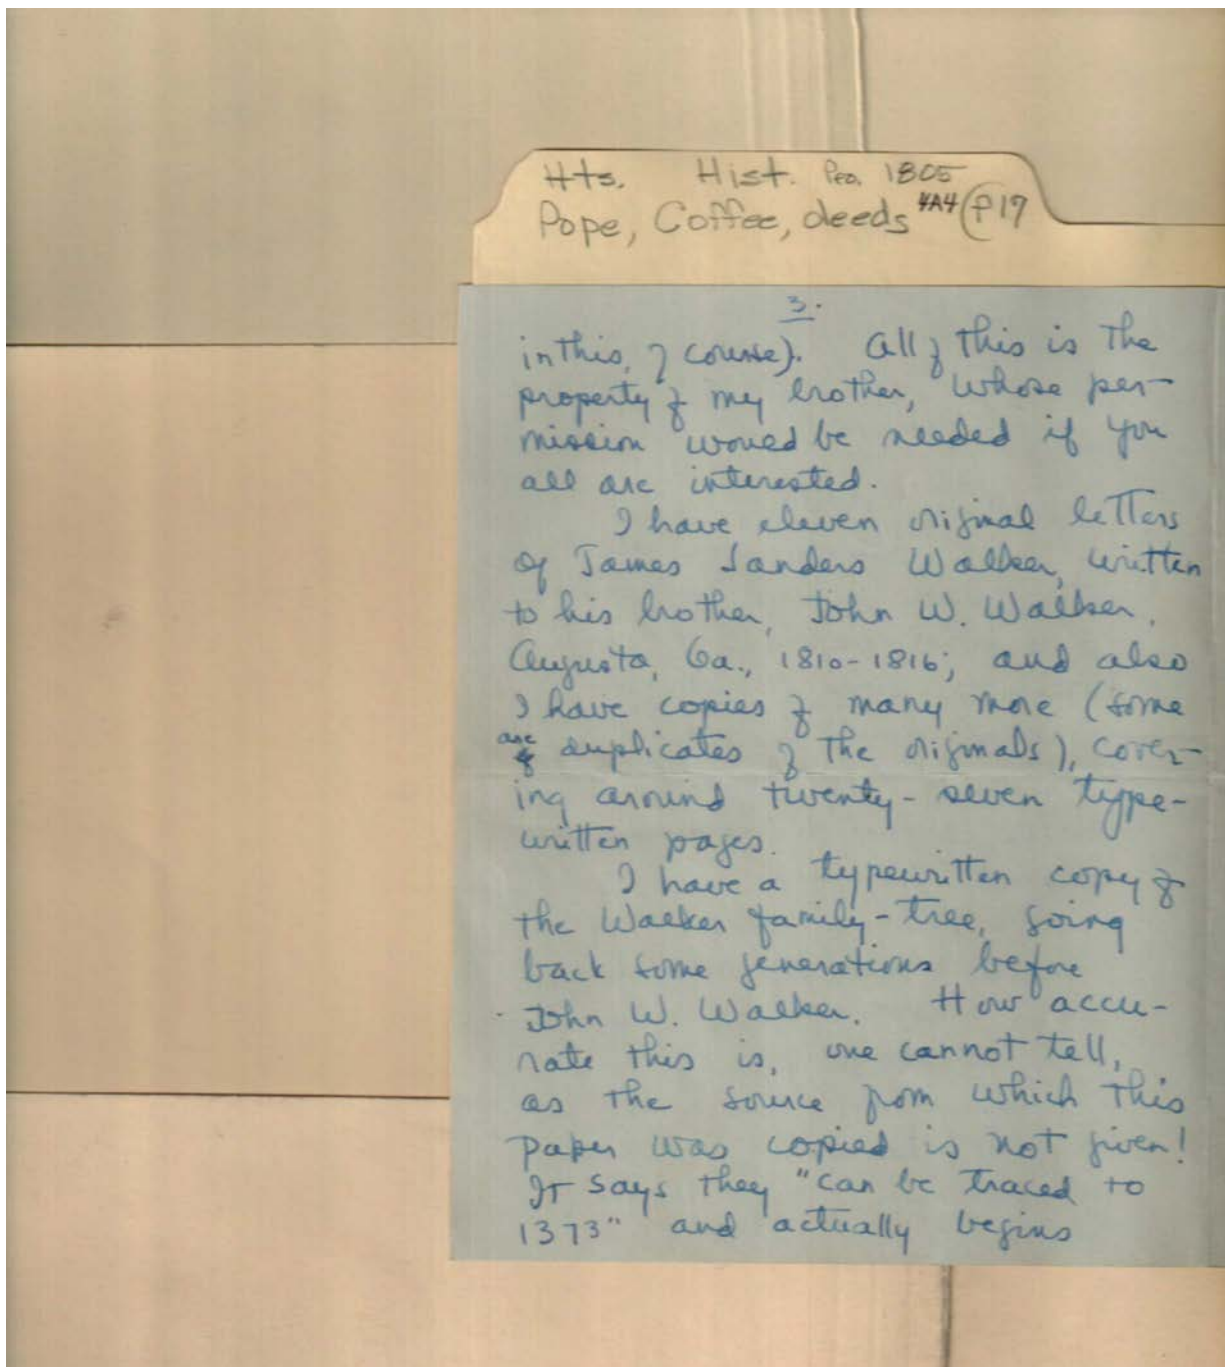 Hts. Hist. Peo. 1805
Pope, Coffee, deeds 4A4 (P19
3.
in this, of course). All of this is the
property of my brother, whose per-
mission would be needed if you
all are interested.
I have eleven original letters
of James Sanders Walker, written
to his brother, John W. Walker,
Augusta, Ga., 1810-1816; and also
I have copies of many more (some
are duplicates of the originals), cover-
ing around twenty-seven type-
written pages.
I have a typewritten copy of
the Walker family-tree, going
back some generations before
John W. Walker. How accu-
rate this is, one cannot tell,
as the source from which this
paper was copied is not given!
It says they "can be traced to
1373" and actually begins